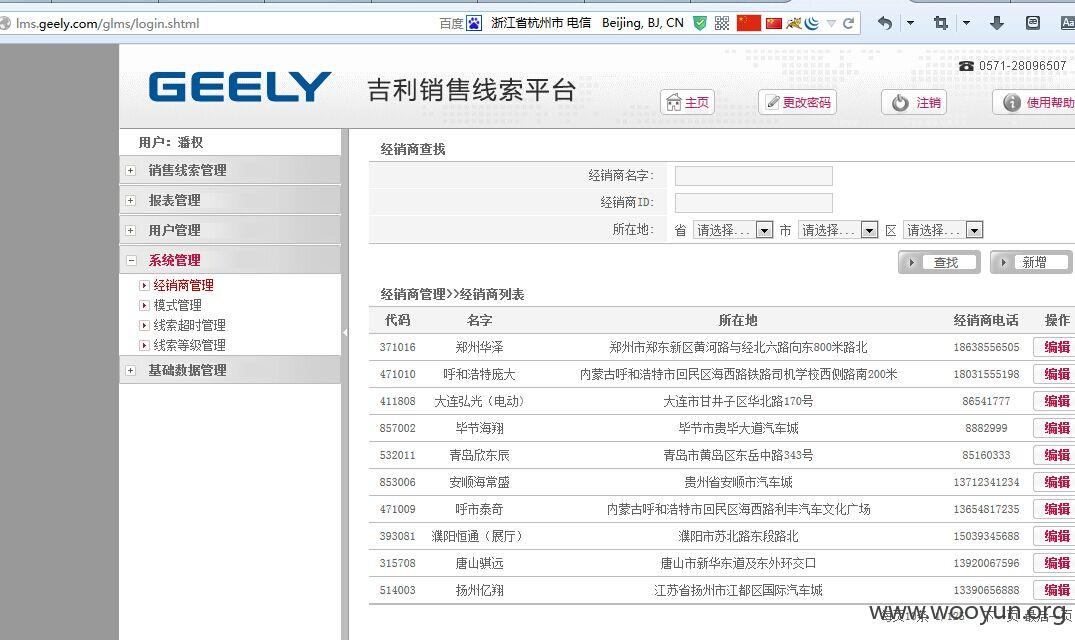 lms.geely.com/glms/login.shtml 百度 浙江省杭州市 电信 Beijing, BJ, CN
GEELY 吉利销售线索平台
0571-28096507
主页 更改密码 注销 使用帮助
用户：潘权
销售线索管理
报表管理
用户管理
系统管理
经销商管理
模式管理
线索超时管理
线索等级管理
基础数据管理
经销商查找
经销商名字：
经销商ID:
所在地： 省 请选择... 市 请选择... 区 请选择...
查找 新增
经销商管理>>经销商列表
代码 名字 所在地 经销商电话 操作
371016 郑州华泽 郑州市郑东新区黄河路与经北六路向东800米路北 18638556505 编辑
471010 呼和浩特庞大 内蒙古呼和浩特市回民区海西路铁路司机学校西侧路南200米 18031555198 编辑
411808 大连弘光（电动） 大连市甘井子区华北路170号 86541777 编辑
857002 毕节海翔 毕节市贵毕大道汽车城 8882999 编辑
532011 青岛欣东辰 青岛市黄岛区东岳中路343号 85160333 编辑
853006 安顺海常盛 贵州省安顺市汽车城 13712341234 编辑
471009 呼市泰奇 内蒙古呼和浩特市回民区海西路利丰汽车文化广场 13654817235 编辑
393081 濮阳恒通（展厅） 濮阳市苏北路东段路北 15039345688 编辑
315708 唐山骐远 唐山市新华东道及东外环交口 13920067596 编辑
514003 扬州亿翔 江苏省扬州市江都区国际汽车城 13390656888 编辑
每页10条 1/123 下一页 最后一页
www.wooyun.org